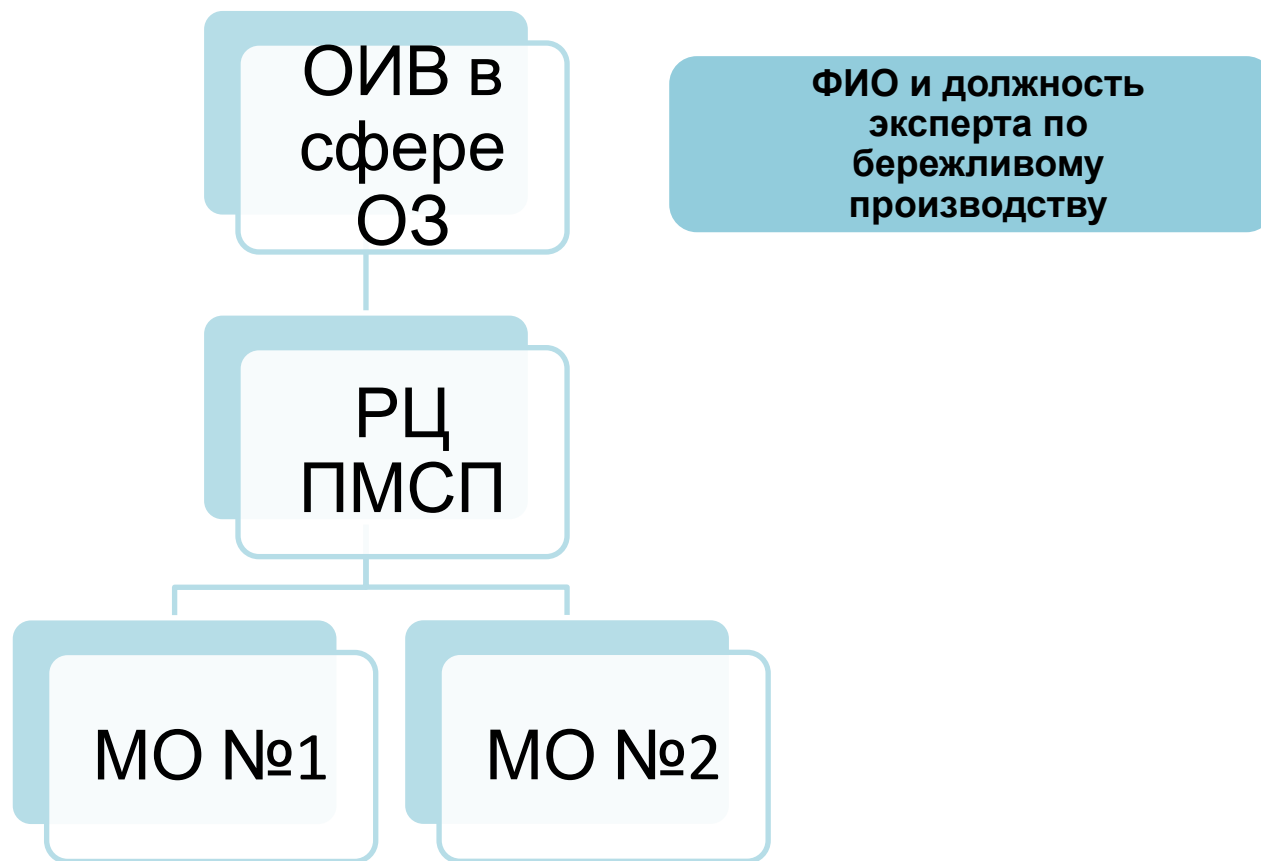 ОИВ в
сфере
ОЗ
ФИО и должность
эксперта по
бережливому
производству
РЦ
ПМСП
МО №1
МО №2